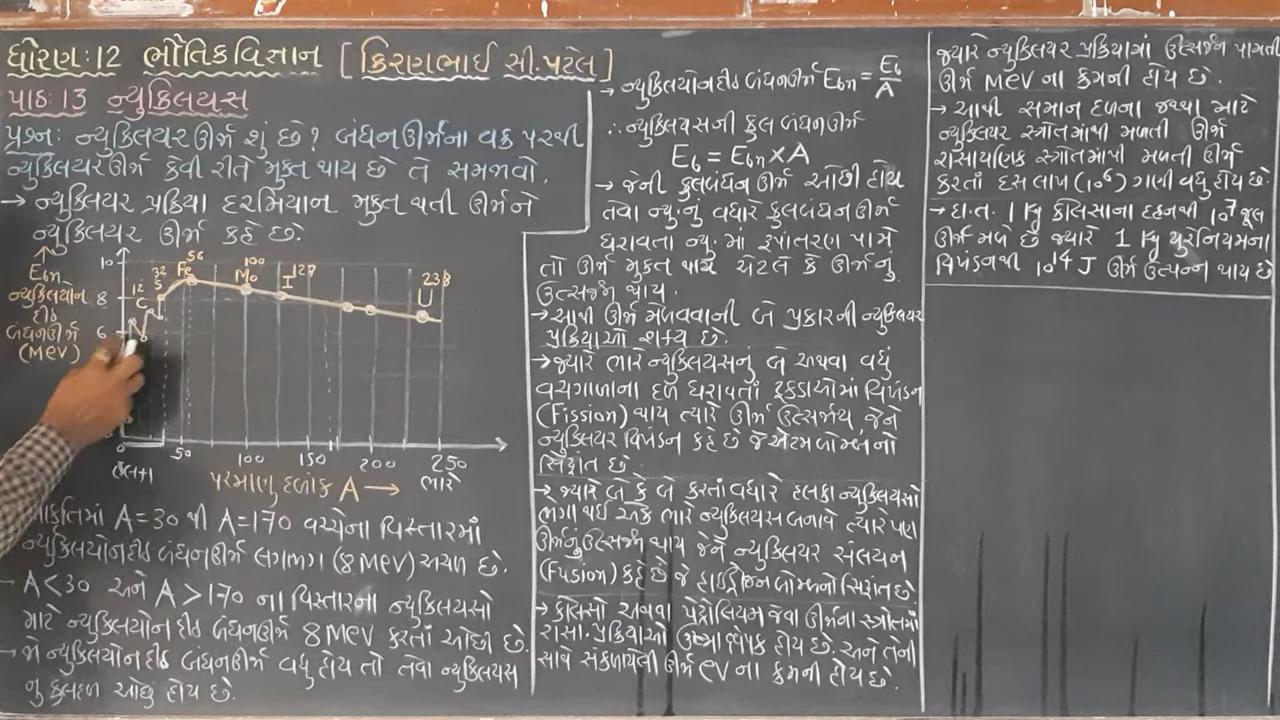 ધોરણ:12 ભૌતિકવિજ્ઞાન [કિરણભાઈ સી.પટેલ]
પાઠ:13 ન્યુક્લિયસ
પ્રશ્ન: ન્યુક્લિયર ઊર્જા શું છે? બંધનઊર્જાના વક્ર પરથી
ન્યુક્લિયર ઊર્જા કેવી રીતે મુક્ત થાય છે તે સમજાવો.
→ ન્યુક્લિયર પ્રક્રિયા દરમિયાન મુક્ત થતી ઊર્જાને
ન્યુક્લિયર ઊર્જા કહે છે.
Ebn
ન્યુક્લિયોન
દીઠ
બંધનઊર્જા
(MeV)
10
8
6
0
12
C
32
S
56
Fe
100
Mo
I 127
238
U
50 100 150 200 250
હલકા
પરમાણુ દળાંક A →
ભારે
આકૃતિમાં A=30 થી A=170 વચ્ચેના વિસ્તારમાં
ન્યુક્લિયોનદીઠ બંધનઊર્જા લગભગ (8 MeV) અચળ છે.
→ A<30 અને A>170 ના વિસ્તારના ન્યુક્લિયસો
માટે ન્યુક્લિયોન દીઠ બંધનઊર્જા 8 MeV કરતાં ઓછી છે.
→ જો ન્યુક્લિયોન દીઠ બંધનઊર્જા વધુ હોય તો તેવા ન્યુક્લિયસ
નું કુલદળ ઓછું હોય છે.
→ ન્યુક્લિયોનદીઠ બંધનઊર્જા Ebn = Eb/A
∴ ન્યુક્લિયસની કુલ બંધનઊર્જા
Eb = Ebn × A
→ જેની કુલબંધન ઊર્જા ઓછી હોય
તેવા ન્યુ.નું વધારે કુલબંધન ઊર્જા
ધરાવતા ન્યુ.માં રૂપાંતરણ પામે
તો ઊર્જા મુક્ત થાય એટલે કે ઊર્જાનું
ઉત્સર્જન થાય.
→ આથી ઊર્જા મેળવવાની બે પ્રકારની ન્યુક્લિયર
પ્રક્રિયાઓ શક્ય છે.
→ જ્યારે ભારે ન્યુક્લિયસનું બે અથવા વધુ
વચગાળાના દળ ધરાવતાં ટુકડાઓમાં વિખંડન
(Fission) થાય ત્યારે ઊર્જા ઉત્સર્જાય, જેને
ન્યુક્લિયર વિખંડન કહે છે જે એટમબોમ્બનો
સિદ્ધાંત છે.
→ જ્યારે બે કે બે કરતાં વધારે હલકા ન્યુક્લિયસો
ભેગા થઈ એક ભારે ન્યુક્લિયસ બનાવે ત્યારે પણ
ઊર્જાનું ઉત્સર્જન થાય જેને ન્યુક્લિયર સંલયન
(Fusion) કહે છે જે હાઈડ્રોજન બોમ્બનો સિદ્ધાંત છે
→ કોલસો અથવા પેટ્રોલિયમ જેવા ઊર્જાના સ્ત્રોતમાં
રાસા. પ્રક્રિયાઓ ઉષ્માક્ષેપક હોય છે. અને તેની
સાથે સંકળાયેલી ઊર્જા eV ના ક્રમની હોય છે.
જ્યારે ન્યુક્લિયર પ્રક્રિયામાં ઉત્સર્જન પામતી
ઊર્જા MeV ના ક્રમની હોય છે.
→ આથી સમાન દળના જથ્થા માટે
ન્યુક્લિયર સ્ત્રોતમાંથી મળતી ઊર્જા
રાસાયણિક સ્ત્રોતમાંથી મળતી ઊર્જા
કરતાં દસ લાખ (10⁶) ગણી વધુ હોય છે.
→ દા.ત. 1 Kg કોલસાના દહનથી 10⁷ જૂલ
ઊર્જા મળે છે જ્યારે 1 Kg યુરેનિયમના
વિખંડનથી 10¹⁴ J ઊર્જા ઉત્પન્ન થાય છે